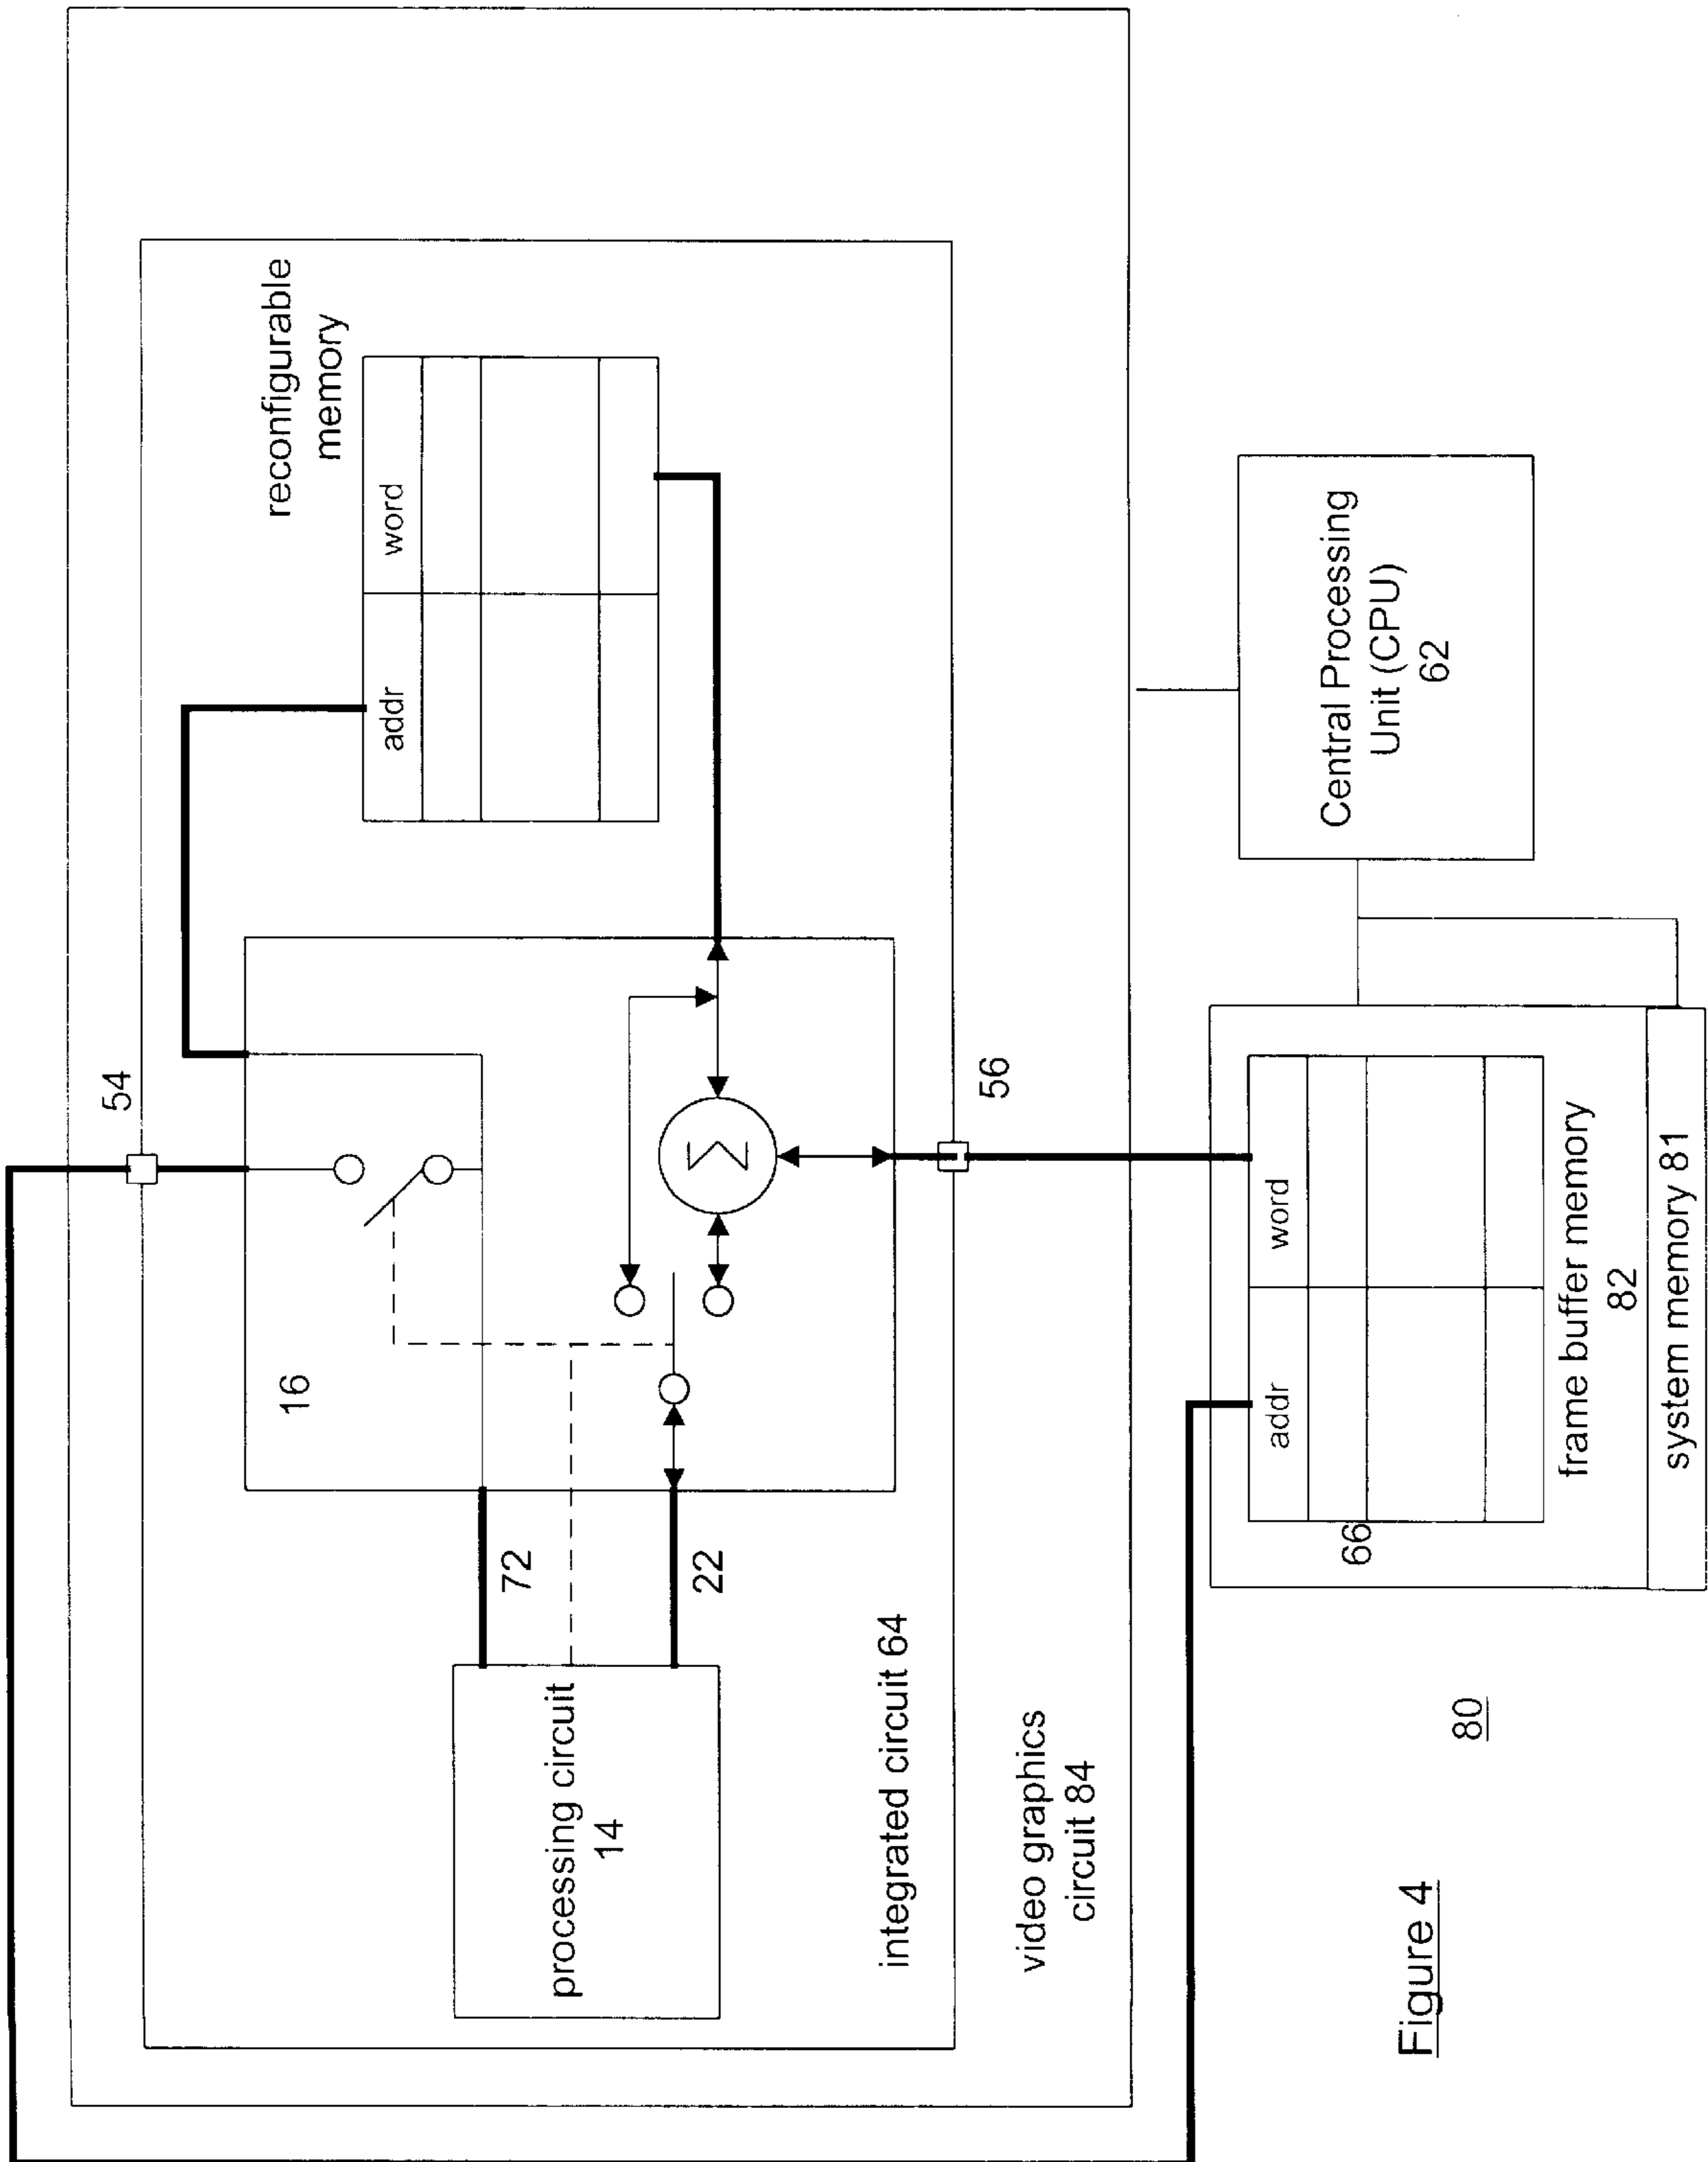 54
reconfigurable
memory
addr
word
16
72
22
processing circuit
14
56
integrated circuit 64
video graphics
circuit 84
Central Processing
Unit (CPU)
62
addr
word
66
frame buffer memory
82
system memory 81
80
Figure 4